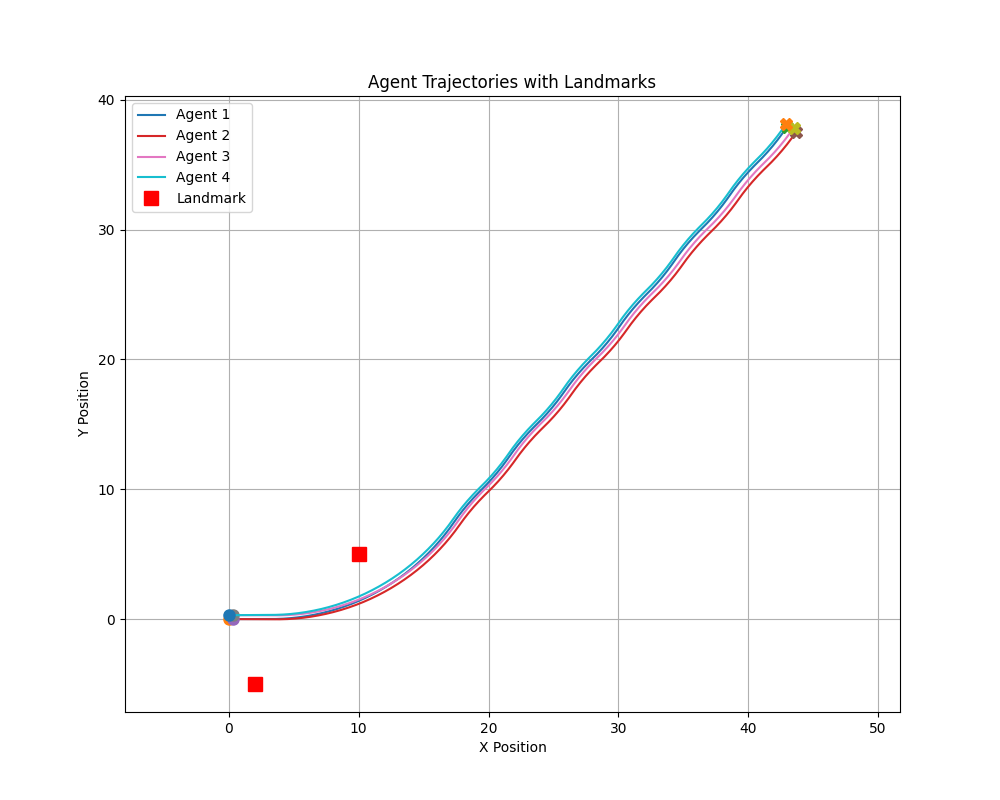 Agent Trajectories with Landmarks
Agent 1
Agent 2
Agent 3
Agent 4
Landmark
Y Position
40
30
20
10
0
0 10 20 30 40 50
X Position